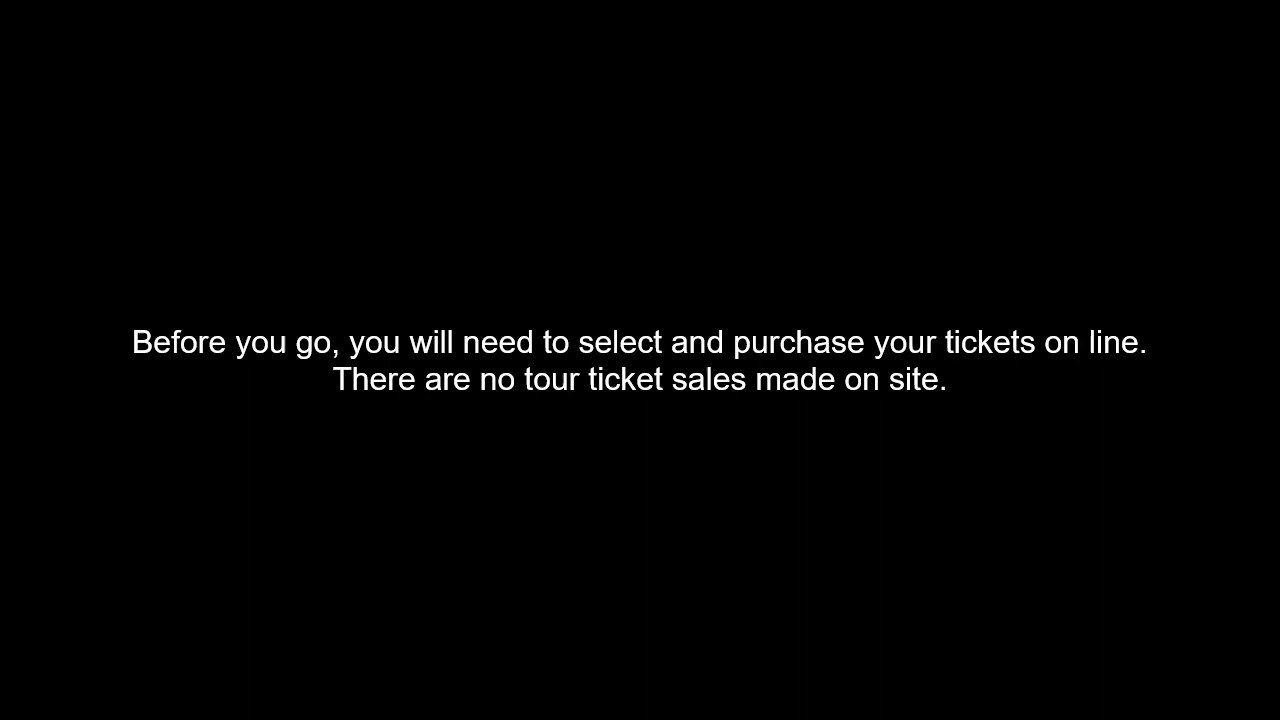 Before you go, you will need to select and purchase your tickets on line.
There are no tour ticket sales made on site.